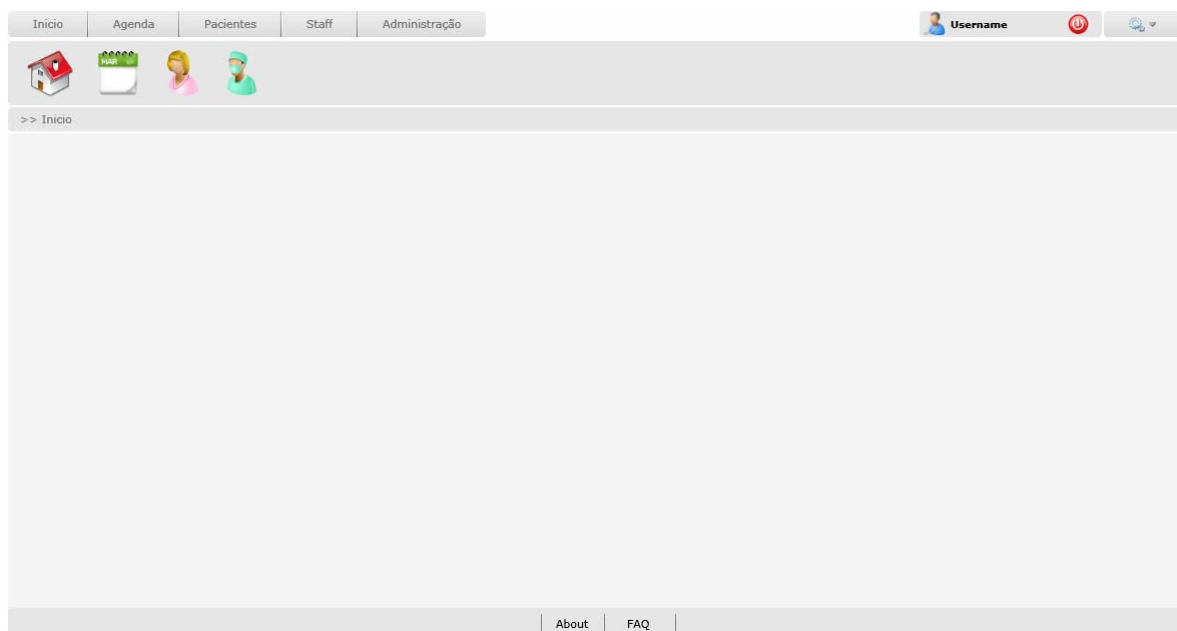 Inicio Agenda Pacientes Staff Administração Username
MAR
>> Inicio
About FAQ